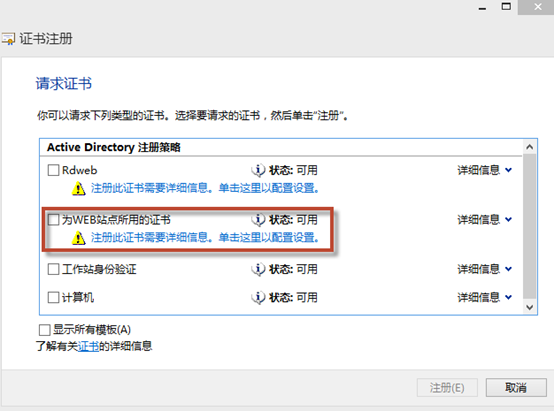 证书注册
请求证书
你可以请求下列类型的证书。选择要请求的证书，然后单击“注册”。
Active Directory 注册策略
Rdweb 状态: 可用 详细信息
注册此证书需要详细信息。单击这里以配置设置。
为WEB站点所用的证书 状态: 可用 详细信息
注册此证书需要详细信息。单击这里以配置设置。
工作站身份验证 状态: 可用 详细信息
计算机 状态: 可用 详细信息
显示所有模板(A)
了解有关证书的详细信息
注册(E) 取消